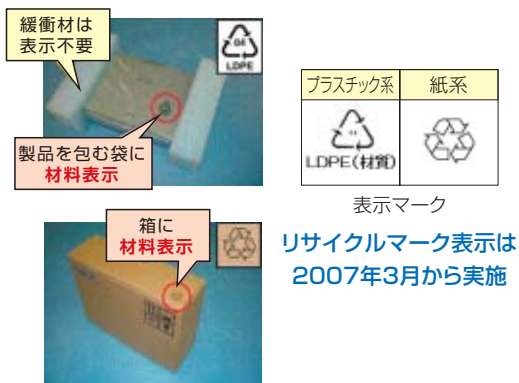 緩衝材は
表示不要
04
LDPE
製品を包む袋に
材料表示
箱に
材料表示
プラスチック系
紙系
LDPE(材質)
表示マーク
リサイクルマーク表示は
2007年3月から実施